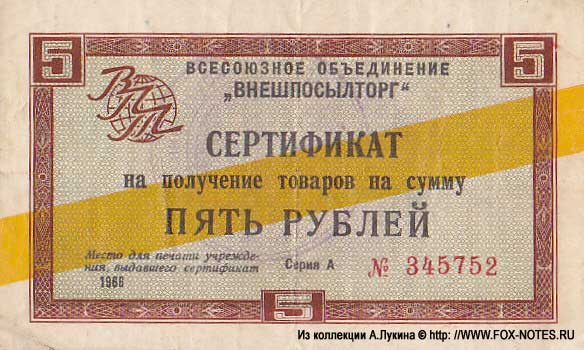 5 5
ВПТ
ВСЕСОЮЗНОЕ ОБЪЕДИНЕНИЕ
„ВНЕШПОСЫЛТОРГ“
СЕРТИФИКАТ
на получение товаров на сумму
ПЯТЬ РУБЛЕЙ
Место для печати учрежде-
ния, выдавшего сертификат
1966
Серия А № 345752
5
Из коллекции А.Лукина © http: //WWW.FOX-NOTES.RU